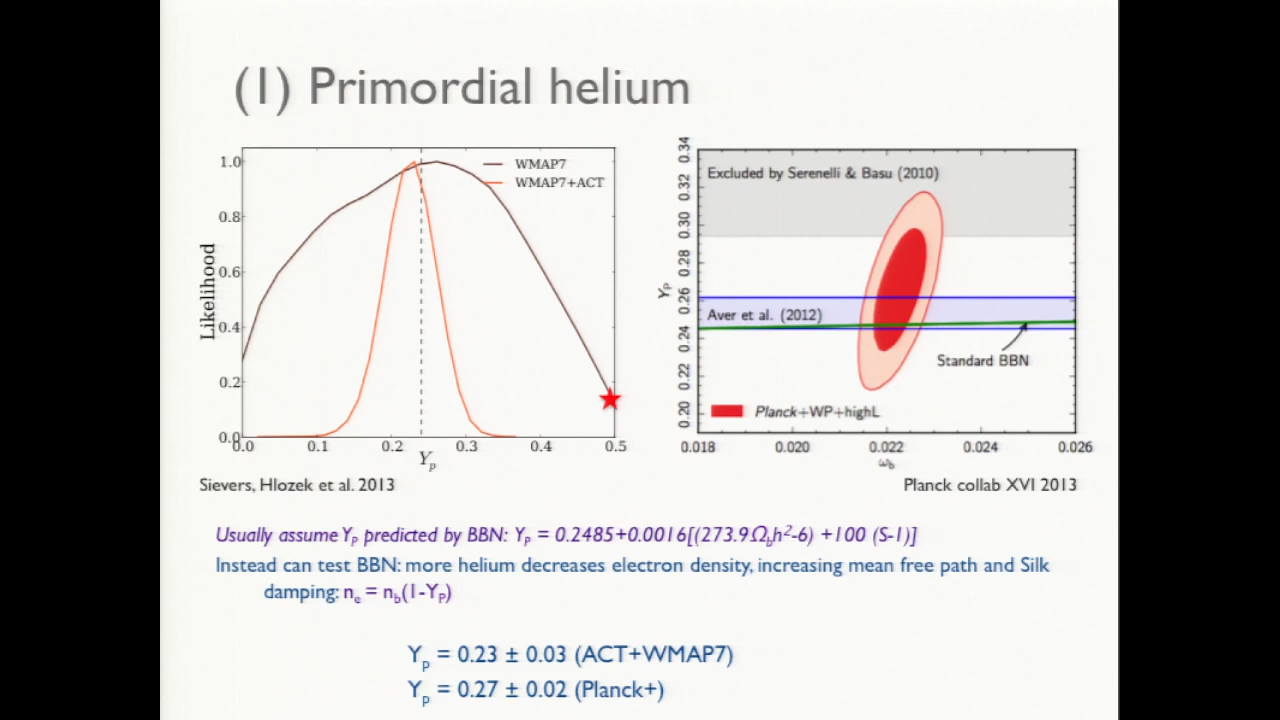 (1) Primordial helium
1.0
0.8
0.6
0.4
0.2
0.0
Likelihood
WMAP7
WMAP7+ACT
0.0 0.1 0.2 0.3 0.4 0.5
Yp
Sievers, Hlozek et al. 2013
0.34
0.32
0.30
0.28
0.26
0.24
0.22
0.20
YP
Excluded by Serenelli & Basu (2010)
Aver et al. (2012)
Standard BBN
Planck+WP+highL
0.018 0.020 0.022 0.024 0.026
ωb
Planck collab XVI 2013
Usually assume YP predicted by BBN: YP = 0.2485+0.0016[(273.9Ωbh²-6) +100 (S-1)]
Instead can test BBN: more helium decreases electron density, increasing mean free path and Silk
damping: ne = nb(1-YP)
Yp = 0.23 ± 0.03 (ACT+WMAP7)
Yp = 0.27 ± 0.02 (Planck+)